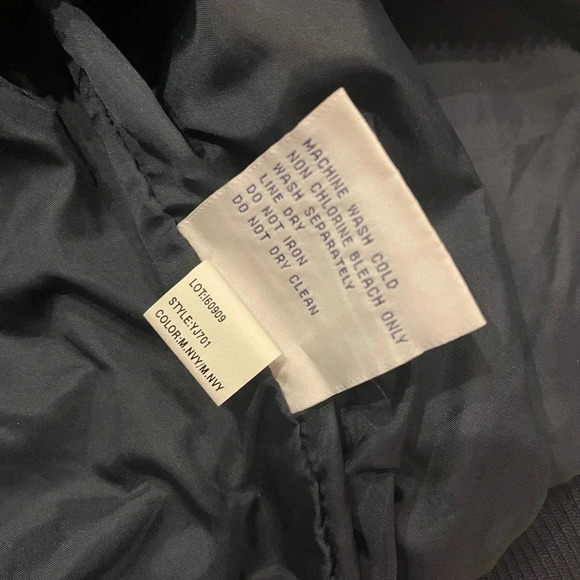 MACHINE WASH COLD
NON CHLORINE BLEACH ONLY
WASH SEPARATELY
LINE DRY
DO NOT IRON
DO NOT DRY CLEAN
LOT:I60909
STYLE:YJ701
COLOR:M.NVY/M.NVY